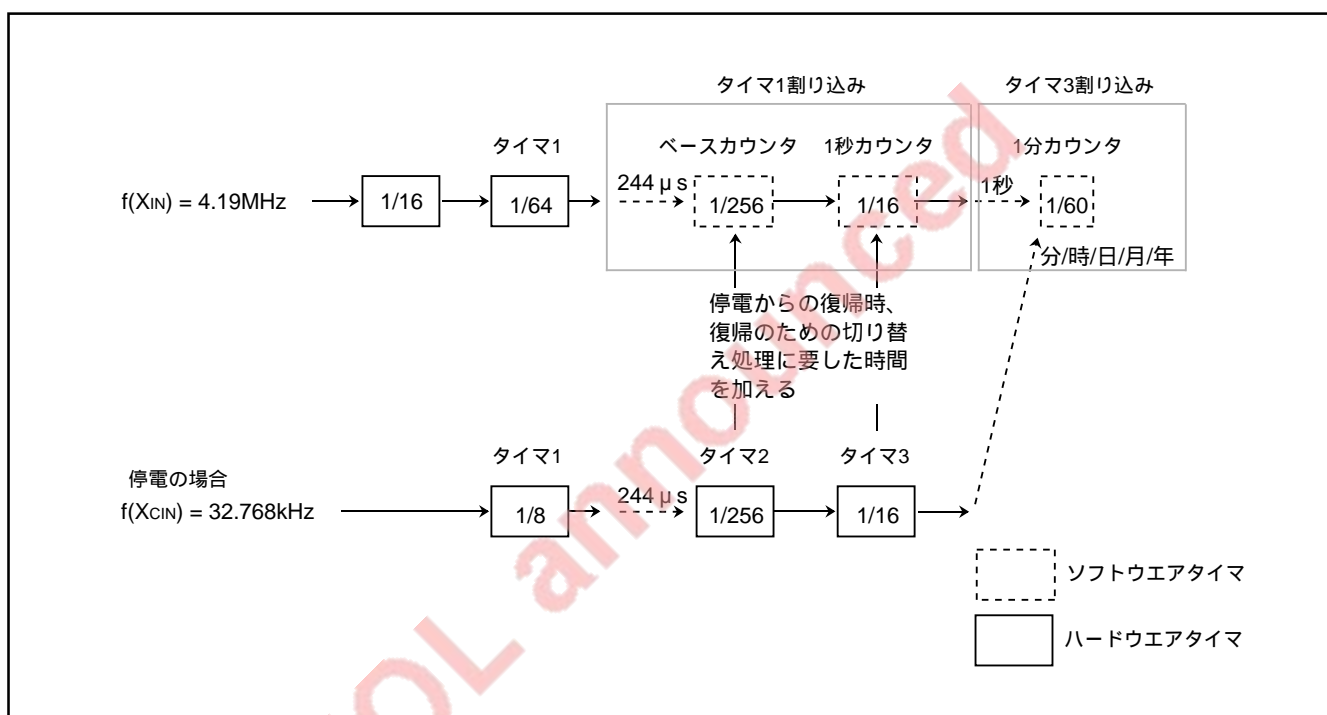 タイマ1割り込み
タイマ3割り込み
タイマ1
ベースカウンタ
1秒カウンタ
1分カウンタ
f(XIN) = 4.19MHz
1/16
1/64
244 μ s
1/256
1/16
1秒
1/60
分/時/日/月/年
停電からの復帰時、
復帰のための切り替
え処理に要した時間
を加える
タイマ1
タイマ2
タイマ3
停電の場合
f(XCIN) = 32.768kHz
1/8
244 μ s
1/256
1/16
ソフトウエアタイマ
ハードウエアタイマ
OL announced